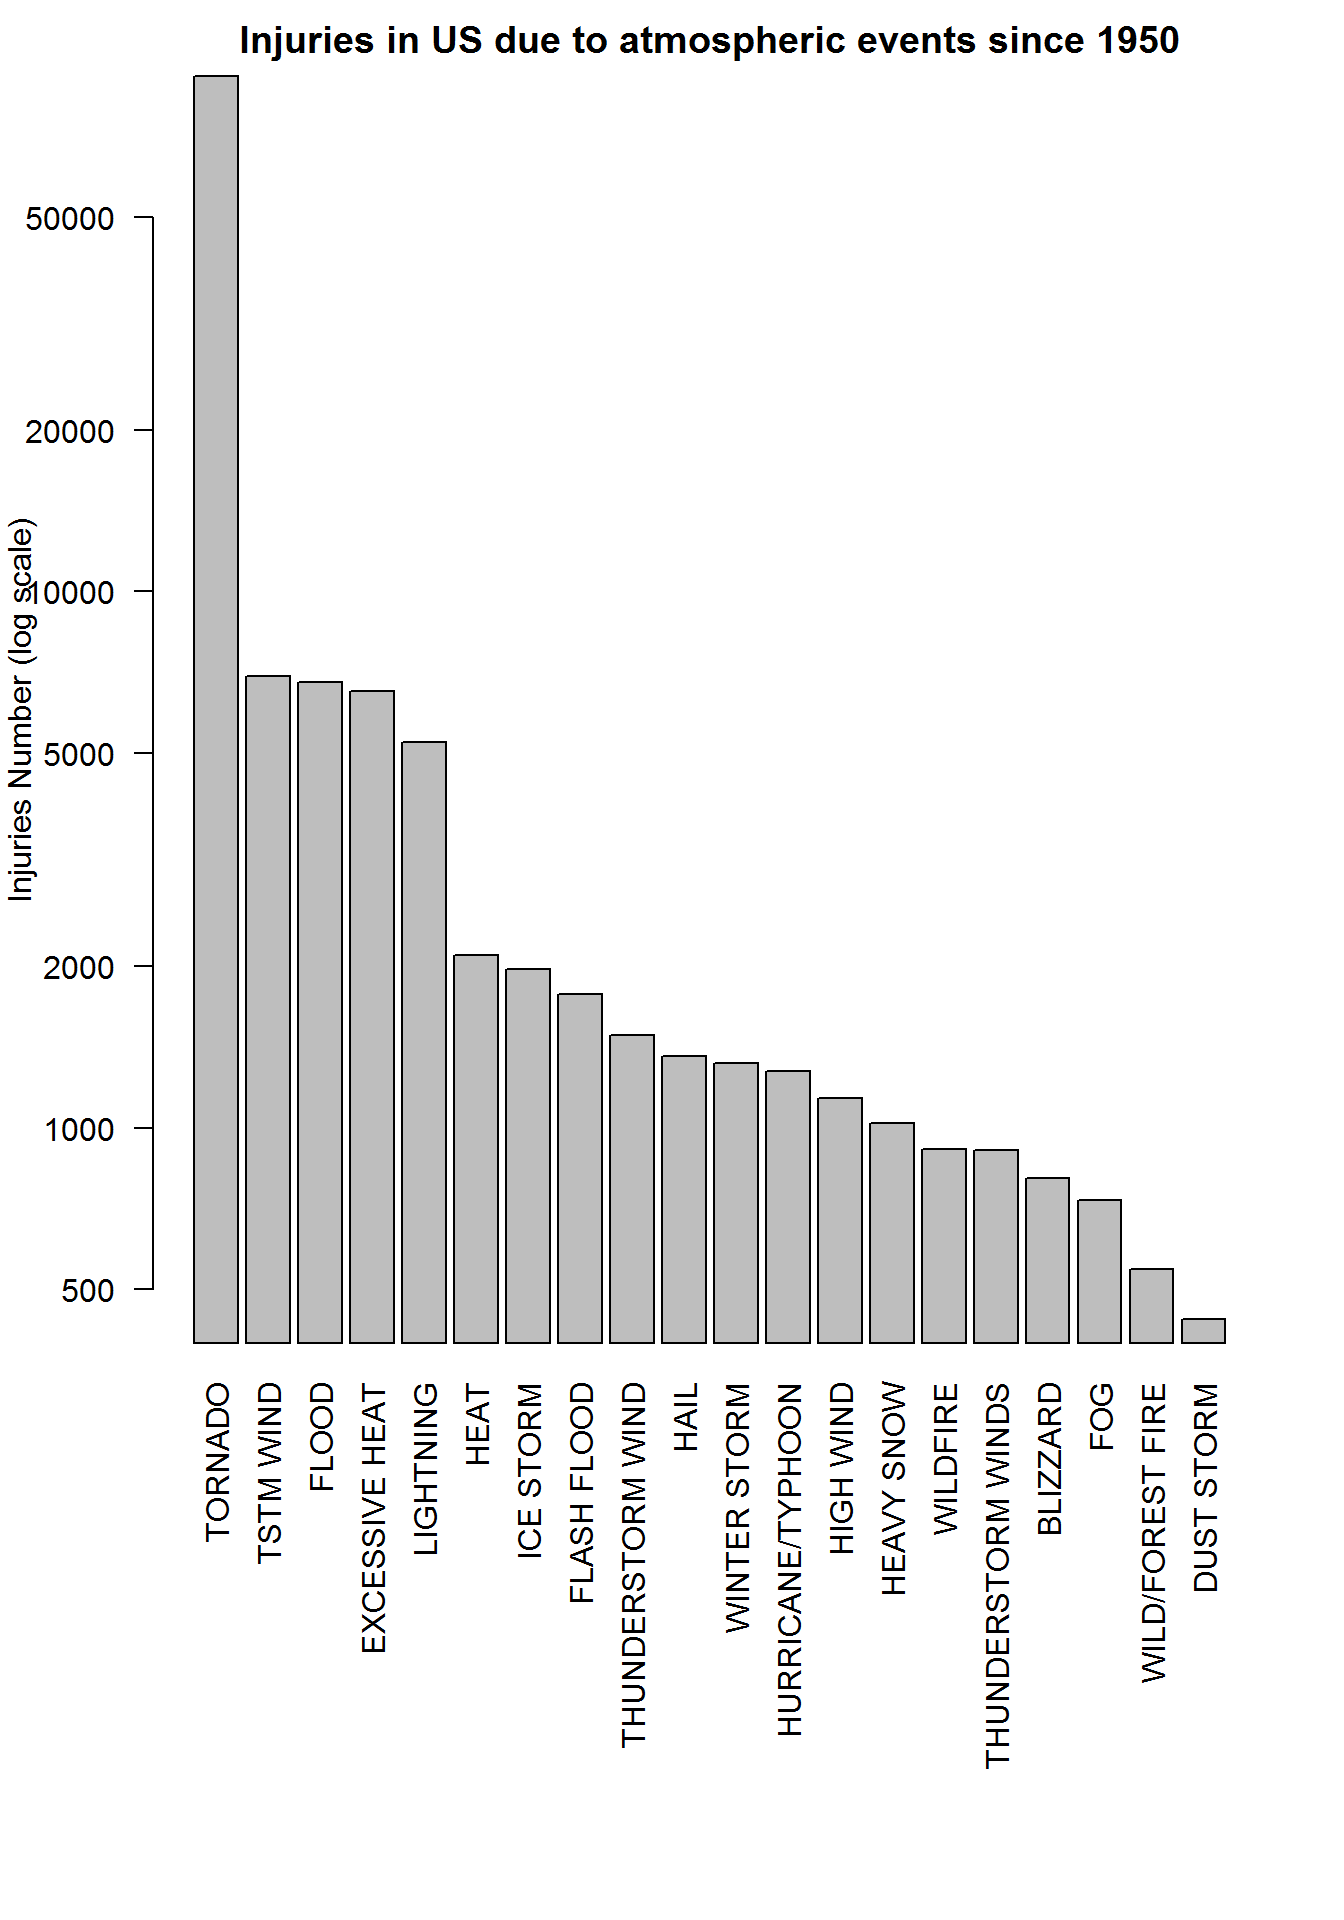 Injuries in US due to atmospheric events since 1950
Injuries Number (log scale)
50000
20000
10000
5000
2000
1000
500
TORNADO
TSTM WIND
FLOOD
EXCESSIVE HEAT
LIGHTNING
HEAT
ICE STORM
FLASH FLOOD
THUNDERSTORM WIND
HAIL
WINTER STORM
HURRICANE/TYPHOON
HIGH WIND
HEAVY SNOW
WILDFIRE
THUNDERSTORM WINDS
BLIZZARD
FOG
WILD/FOREST FIRE
DUST STORM